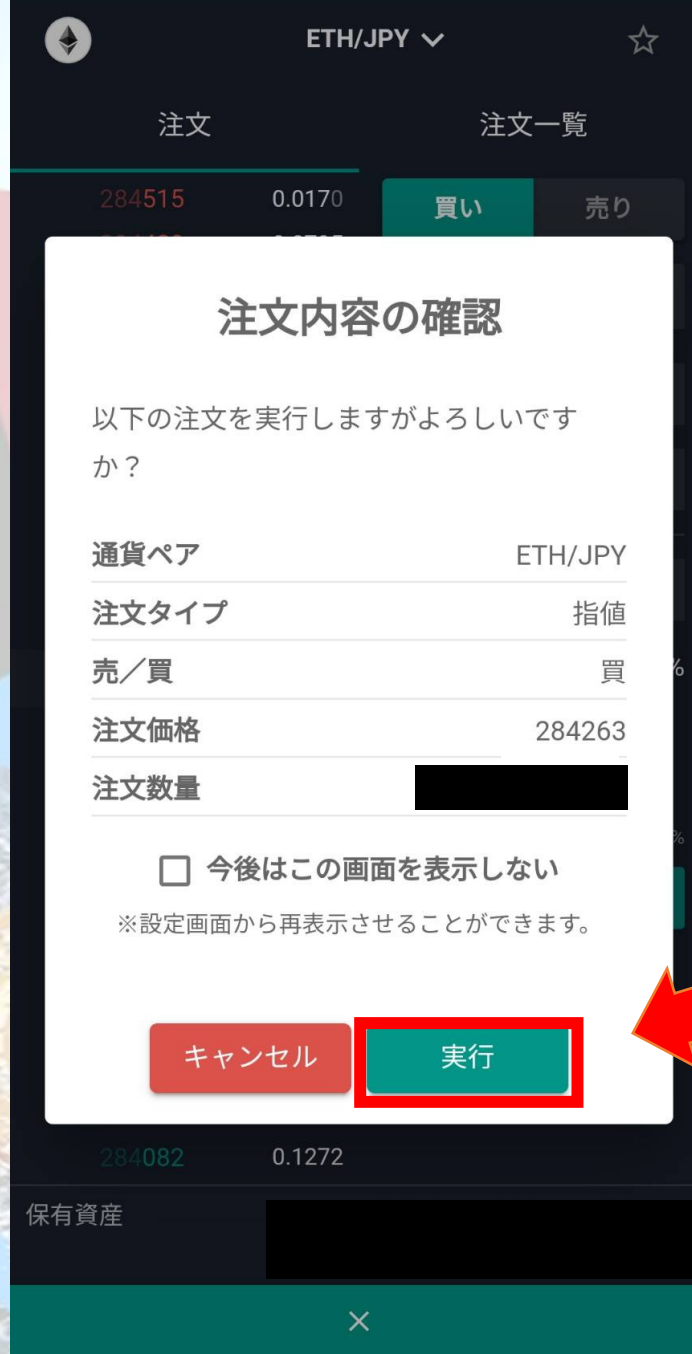 ETH/JPY
注文 注文一覧
284515 0.0170 買い 売り
注文内容の確認
以下の注文を実行しますがよろしいです
か？
通貨ペア ETH/JPY
注文タイプ 指値
売／買 買
注文価格 284263
注文数量
%
%
今後はこの画面を表示しない
※設定画面から再表示させることができます。
キャンセル 実行
284082 0.1272
保有資産